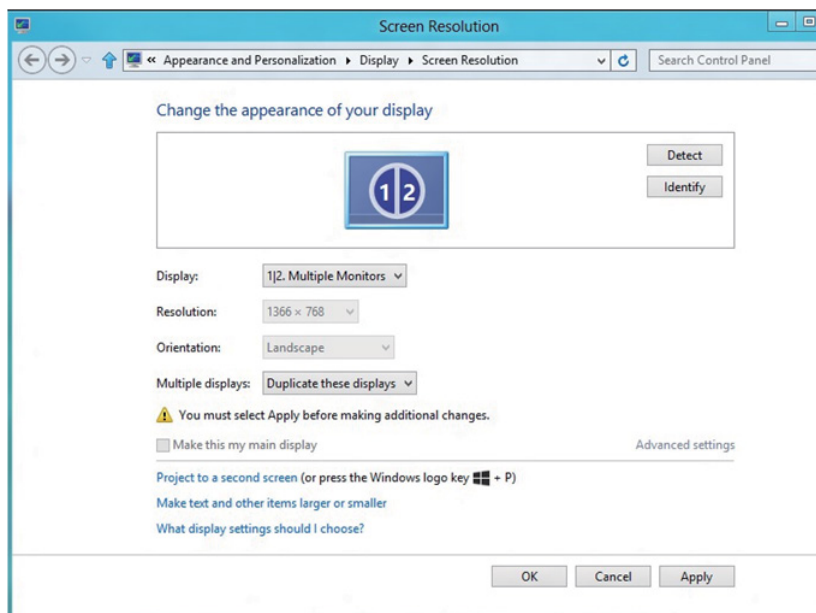 Screen Resolution
« Appearance and Personalization ▸ Display ▸ Screen Resolution
Search Control Panel
Change the appearance of your display
1|2
Detect
Identify
Display: 1|2. Multiple Monitors
Resolution: 1366 × 768
Orientation: Landscape
Multiple displays: Duplicate these displays
You must select Apply before making additional changes.
Make this my main display
Advanced settings
Project to a second screen (or press the Windows logo key + P)
Make text and other items larger or smaller
What display settings should I choose?
OK Cancel Apply